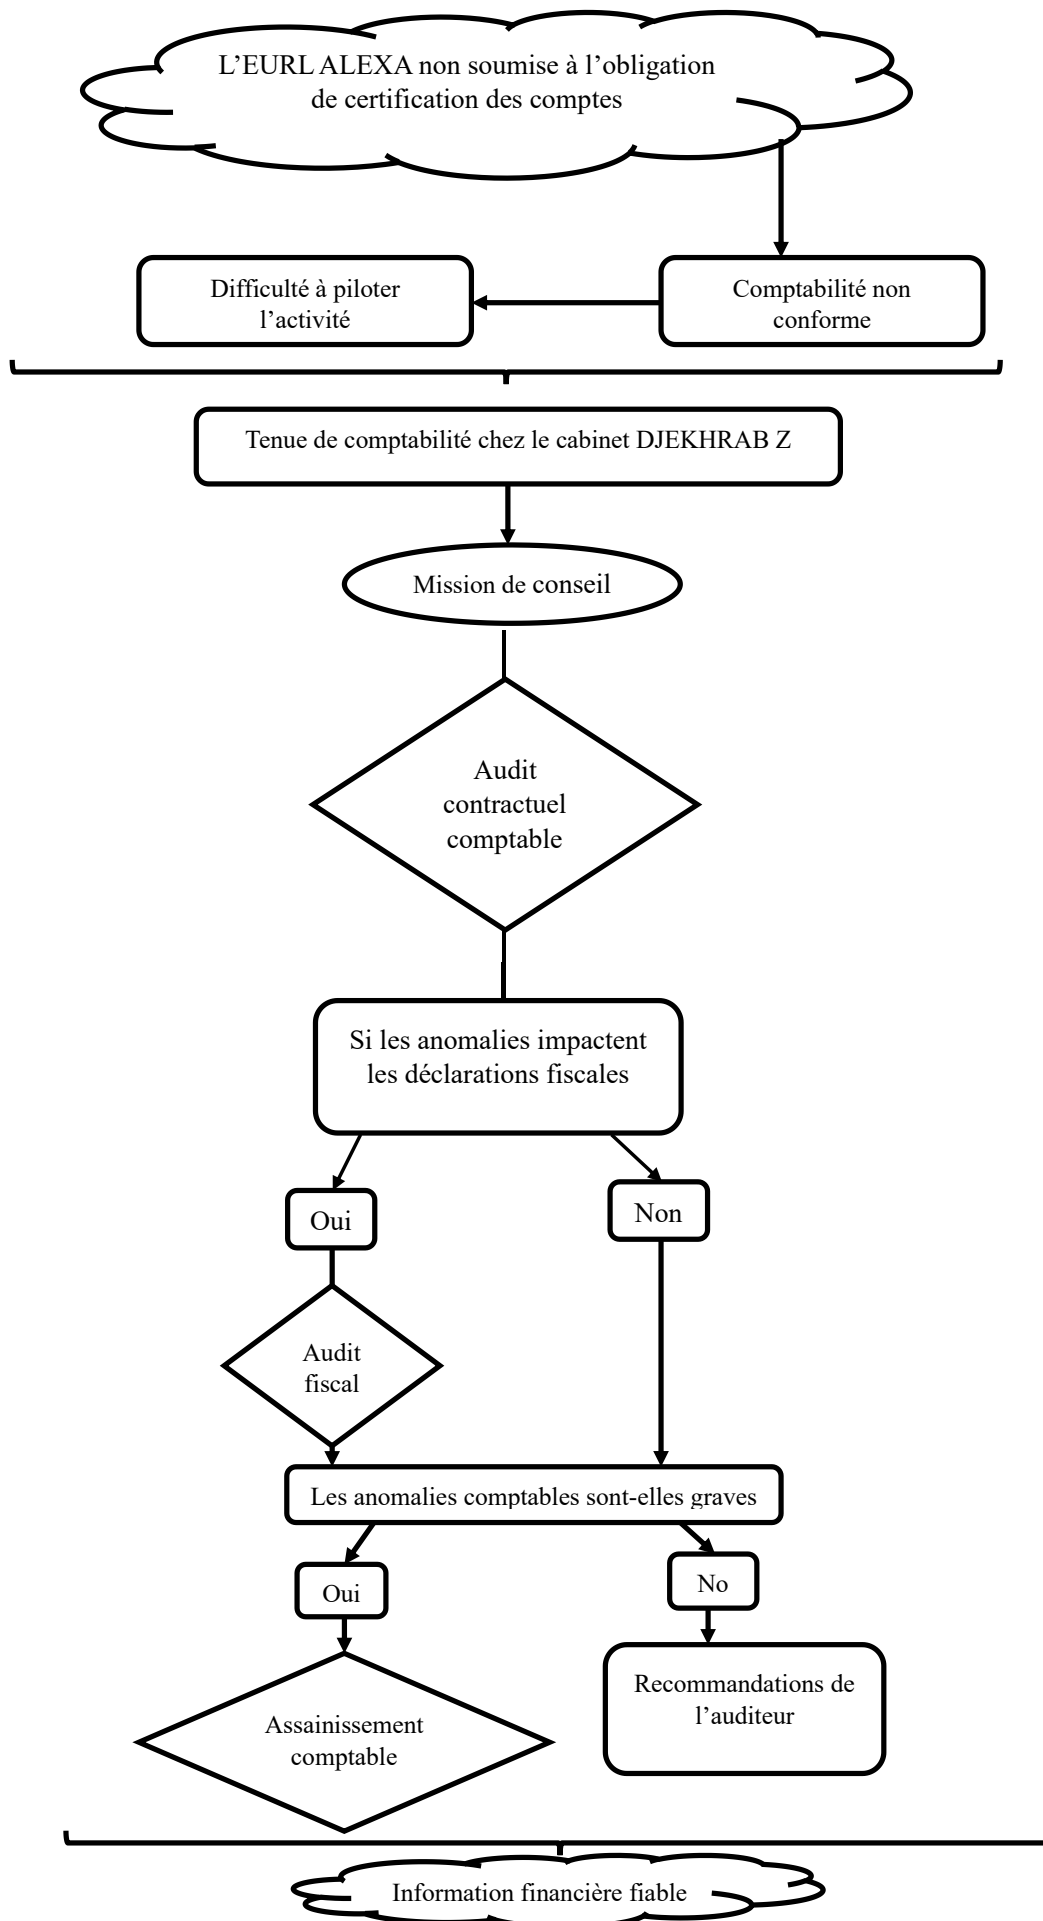 L’EURL ALEXA non soumise à l’obligation
de certification des comptes
Difficulté à piloter
l’activité
Comptabilité non
conforme
Tenue de comptabilité chez le cabinet DJEKHRAB Z
Mission de conseil
Audit
contractuel
comptable
Si les anomalies impactent
les déclarations fiscales
Oui
Non
Audit
fiscal
Les anomalies comptables sont-elles graves
Oui
No
Recommandations de
l’auditeur
Assainissement
comptable
Information financière fiable